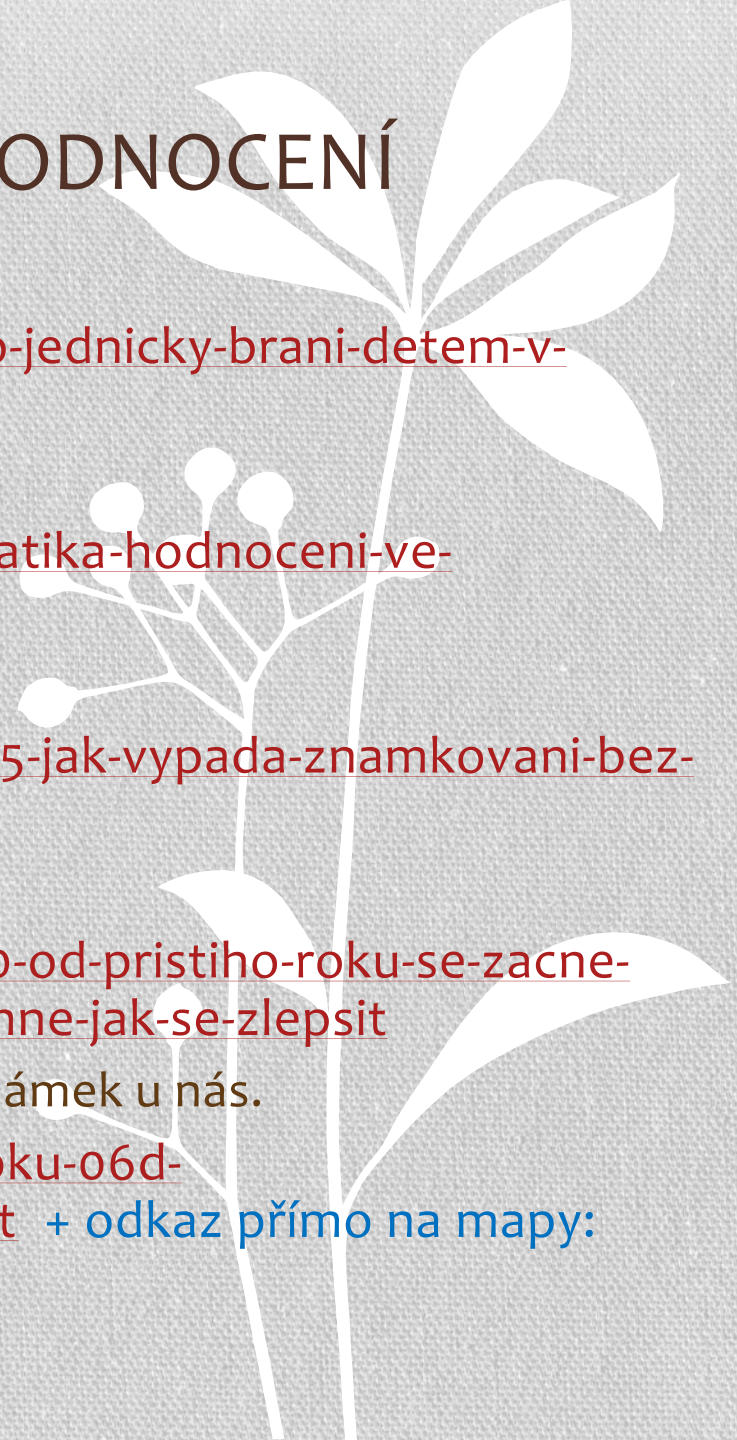 ODNOCENÍ
-jednicky-brani-detem-v-
atika-hodnoceni-ve-
5-jak-vypada-znamkovani-bez-
-od-pristiho-roku-se-zacne-
nne-jak-se-zlepsit
ámek u nás.
oku-06d-
t + odkaz přímo na mapy: